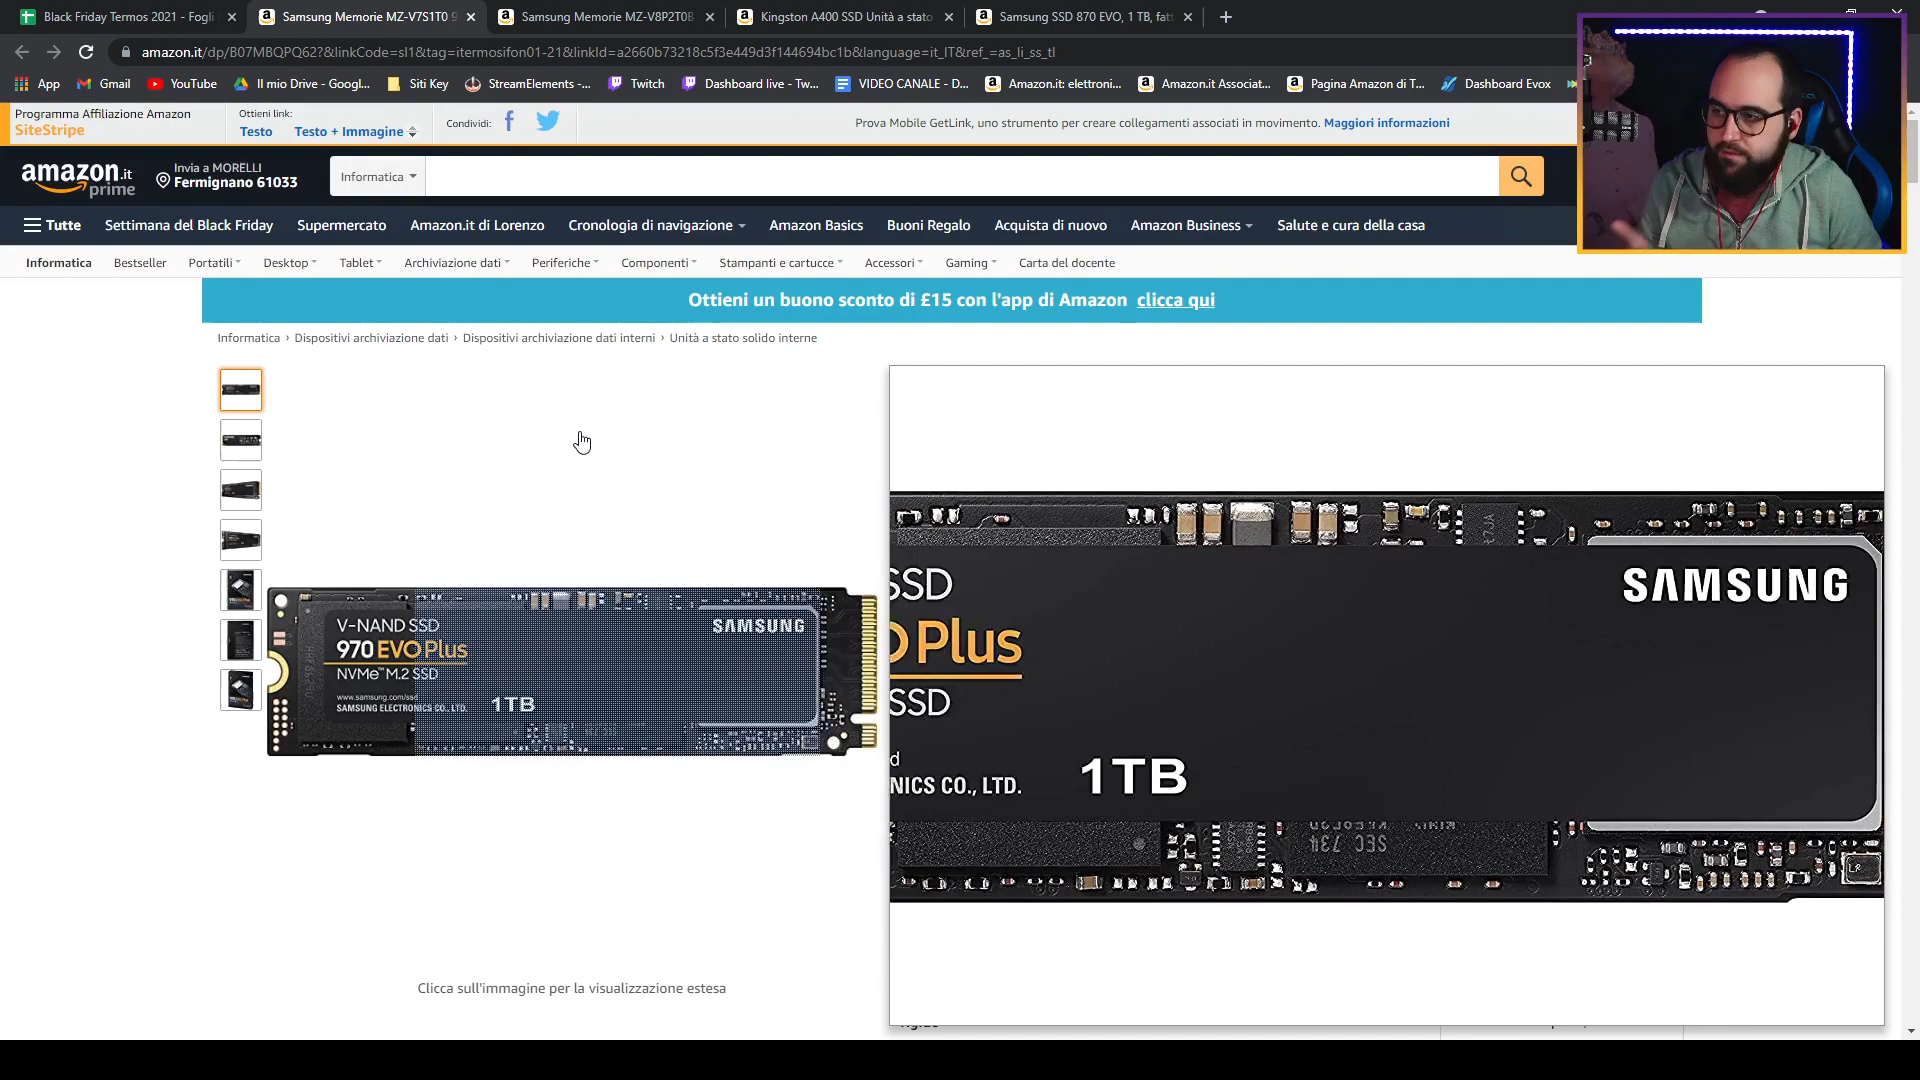 Black Friday Termos 2021 - Fogli
Samsung Memorie MZ-V7S1T0 9
Samsung Memorie MZ-V8P2T0B
Kingston A400 SSD Unità a stato
Samsung SSD 870 EVO, 1 TB, fatt
amazon.it/dp/B07MBQPQ62?&linkCode=sl1&tag=itermosifon01-21&linkId=a2660b73218c5f3e449d3f144694bc1b&language=it_IT&ref_=as_li_ss_tl
App
Gmail
YouTube
Il mio Drive - Googl...
Siti Key
StreamElements -...
Twitch
Dashboard live - Tw...
VIDEO CANALE - D...
Amazon.it: elettroni...
Amazon.it Associat...
Pagina Amazon di T...
Dashboard Evox
Programma Affiliazione Amazon
SiteStripe
Ottieni link:
Testo
Testo + Immagine
Condividi:
Prova Mobile GetLink, uno strumento per creare collegamenti associati in movimento. Maggiori informazioni
amazon.it
prime
Invia a MORELLI
Fermignano 61033
Informatica
Tutte
Settimana del Black Friday
Supermercato
Amazon.it di Lorenzo
Cronologia di navigazione
Amazon Basics
Buoni Regalo
Acquista di nuovo
Amazon Business
Salute e cura della casa
Informatica
Bestseller
Portatili
Desktop
Tablet
Archiviazione dati
Periferiche
Componenti
Stampanti e cartucce
Accessori
Gaming
Carta del docente
Ottieni un buono sconto di £15 con l'app di Amazon clicca qui
Informatica › Dispositivi archiviazione dati › Dispositivi archiviazione dati interni › Unità a stato solido interne
V-NAND SSD
970 EVO Plus
NVMe™ M.2 SSD
www.samsung.com/ssd
SAMSUNG ELECTRONICS CO., LTD.
1TB
SAMSUNG
SSD
O Plus
SSD
d
NICS CO., LTD.
1TB
SAMSUNG
SEC 734
Clicca sull'immagine per la visualizzazione estesa